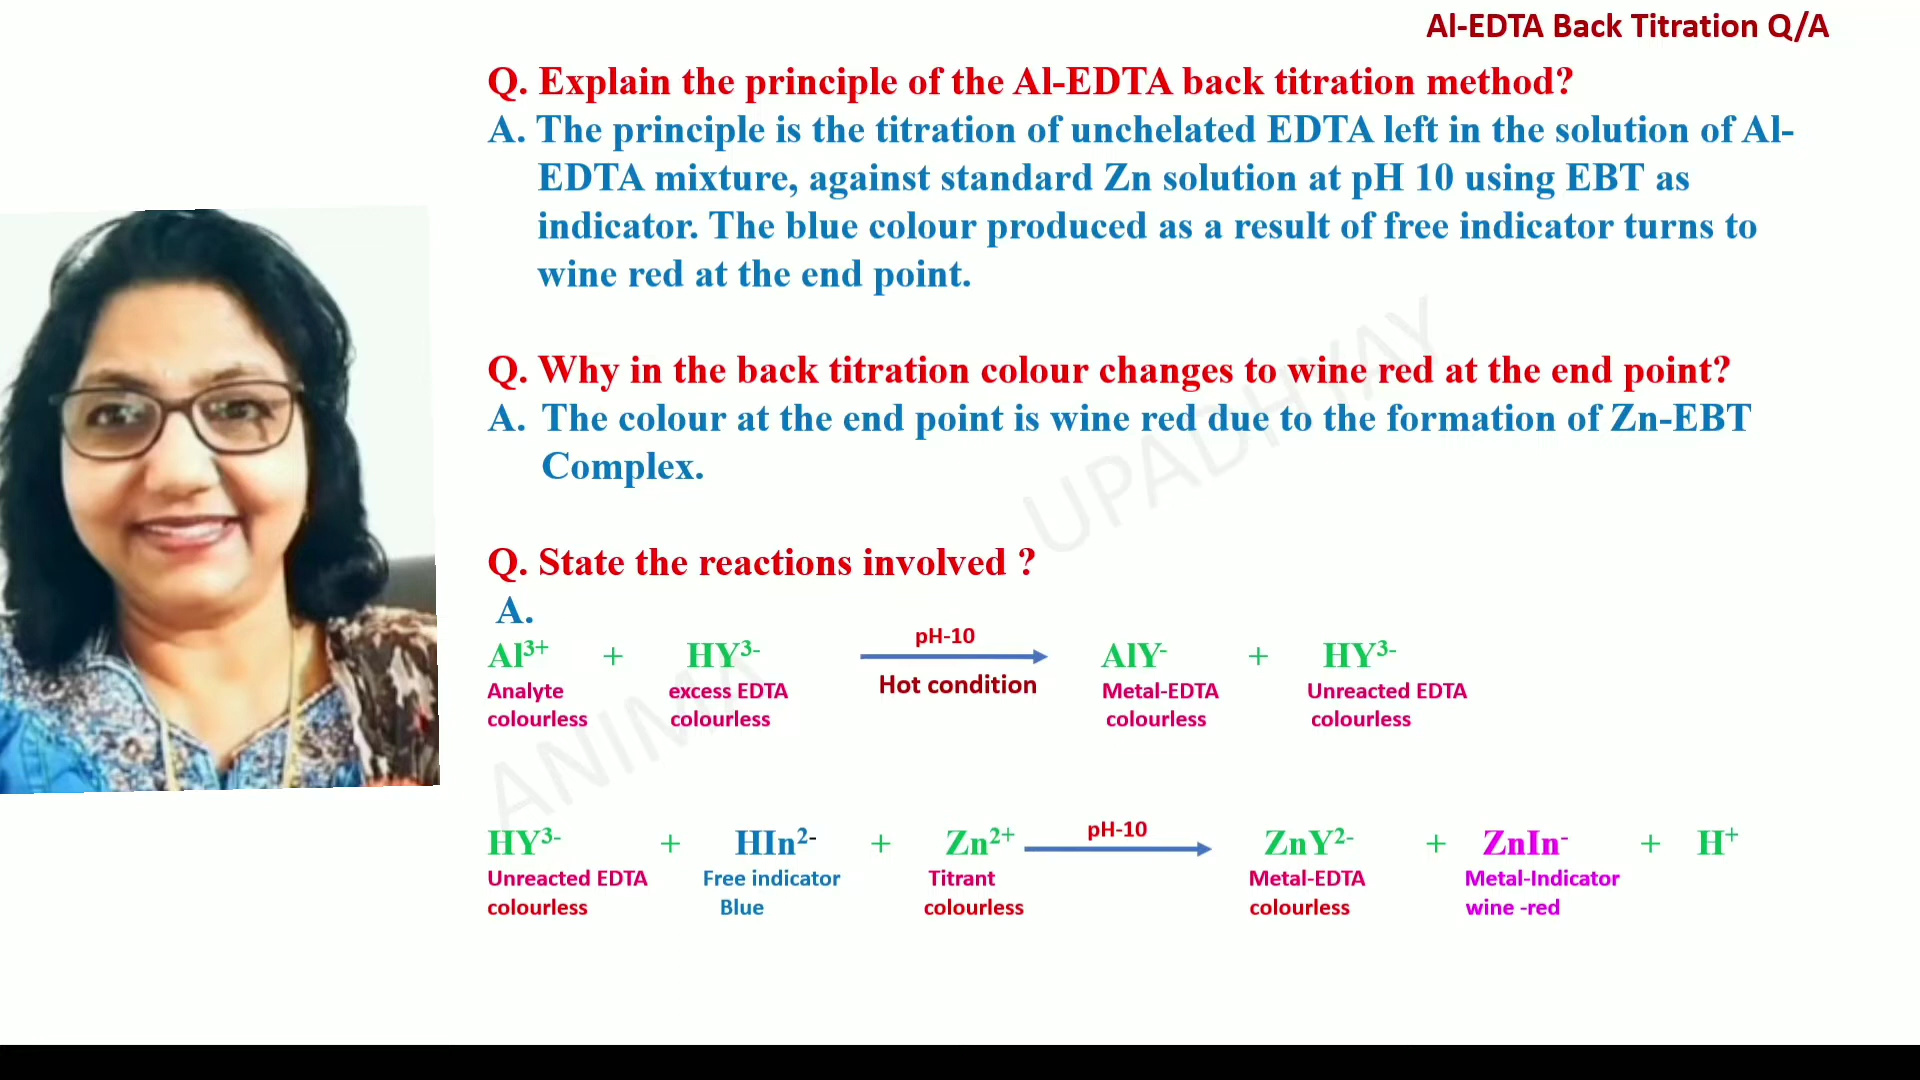 Al-EDTA Back Titration Q/A
Q. Explain the principle of the Al-EDTA back titration method?
A. The principle is the titration of unchelated EDTA left in the solution of Al-
EDTA mixture, against standard Zn solution at pH 10 using EBT as
indicator. The blue colour produced as a result of free indicator turns to
wine red at the end point.
Q. Why in the back titration colour changes to wine red at the end point?
A. The colour at the end point is wine red due to the formation of Zn-EBT
Complex.
Q. State the reactions involved ?
A.
pH-10
Al³⁺ + HY³⁻ AlY⁻ + HY³⁻
Hot condition
Analyte excess EDTA Metal-EDTA Unreacted EDTA
colourless colourless colourless colourless
pH-10
HY³⁻ + HIn²⁻ + Zn²⁺ ZnY²⁻ + ZnIn⁻ + H⁺
Unreacted EDTA Free indicator Titrant Metal-EDTA Metal-Indicator
colourless Blue colourless colourless wine -red
ANIMA UPADHYAY